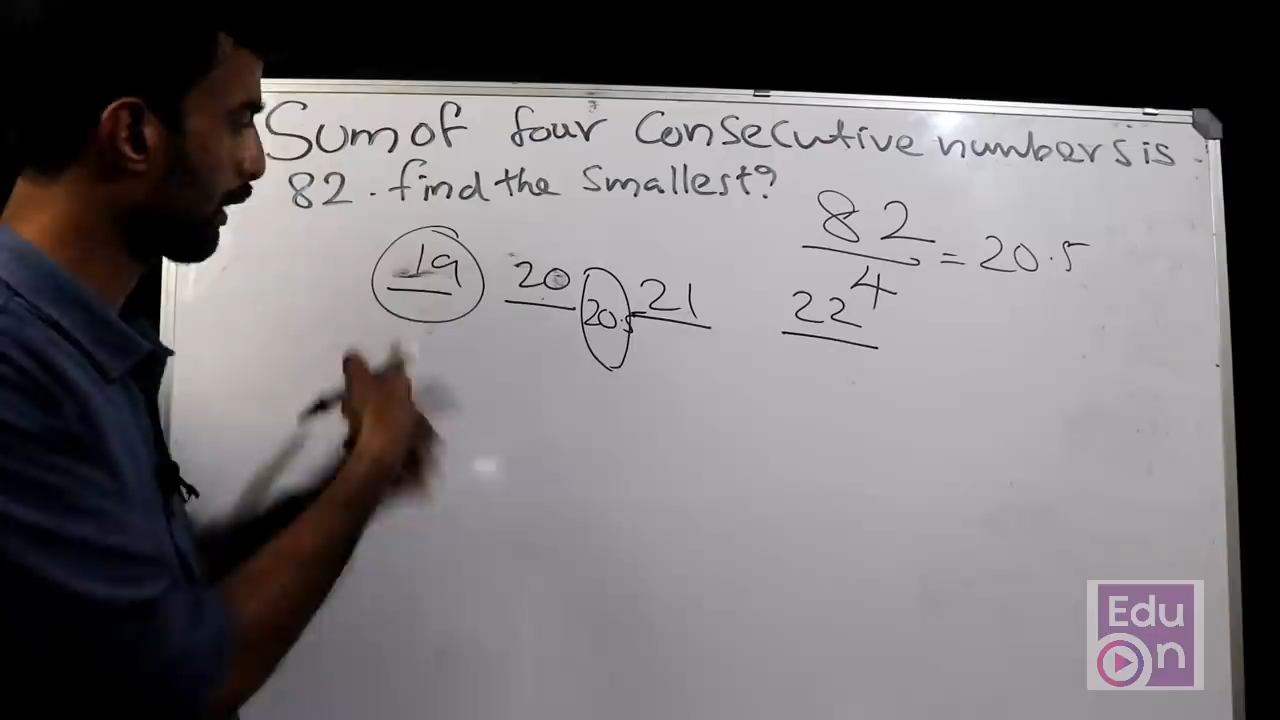 Sum of four Consecutive numbers is
82. find the smallest?
82
4
= 20.5
19 20 20.5 21 22
Edu
On